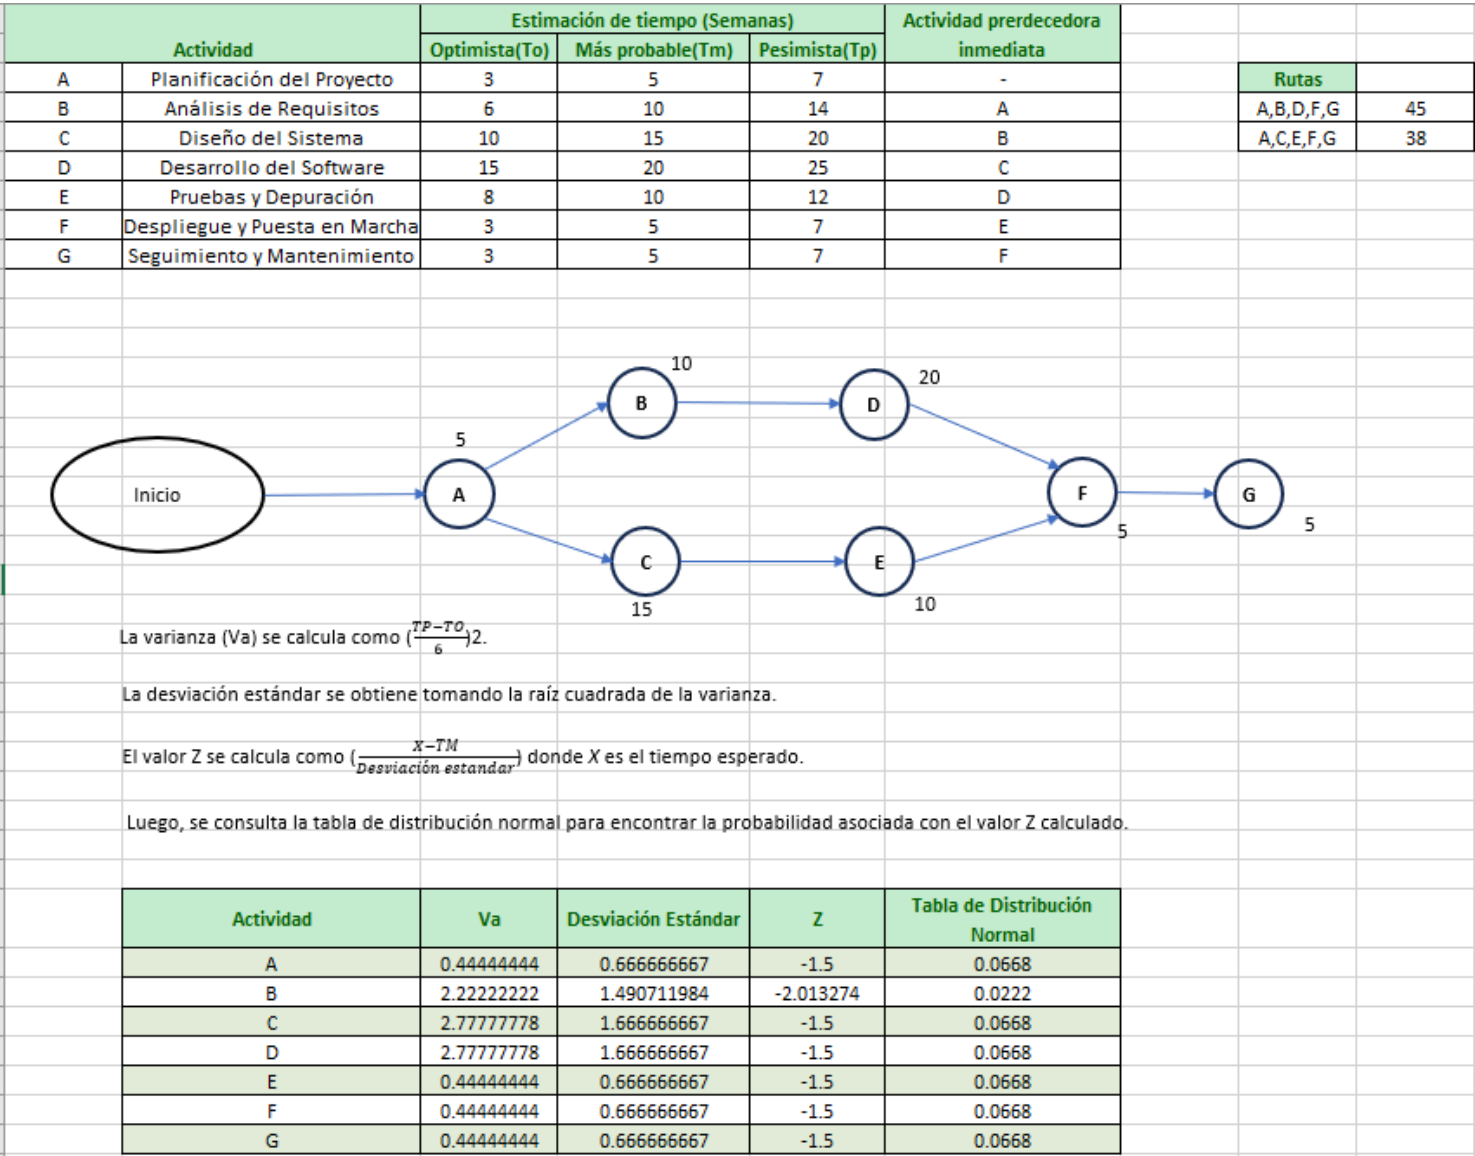 Estimación de tiempo (Semanas) Actividad prerdecedora
Actividad Optimista(To) Más probable(Tm) Pesimista(Tp) inmediata
A Planificación del Proyecto 3 5 7 - Rutas
B Análisis de Requisitos 6 10 14 A A,B,D,F,G 45
C Diseño del Sistema 10 15 20 B A,C,E,F,G 38
D Desarrollo del Software 15 20 25 C
E Pruebas y Depuración 8 10 12 D
F Despliegue y Puesta en Marcha 3 5 7 E
G Seguimiento y Mantenimiento 3 5 7 F
10
20
B D
5
Inicio A F G
5 5
C E
15 10
La varianza (Va) se calcula como (TP−TO/6)2.
La desviación estándar se obtiene tomando la raíz cuadrada de la varianza.
El valor Z se calcula como (X−TM/Desviación estandar) donde X es el tiempo esperado.
Luego, se consulta la tabla de distribución normal para encontrar la probabilidad asociada con el valor Z calculado.
Actividad Va Desviación Estándar Z Tabla de Distribución
Normal
A 0.44444444 0.666666667 -1.5 0.0668
B 2.22222222 1.490711984 -2.013274 0.0222
C 2.77777778 1.666666667 -1.5 0.0668
D 2.77777778 1.666666667 -1.5 0.0668
E 0.44444444 0.666666667 -1.5 0.0668
F 0.44444444 0.666666667 -1.5 0.0668
G 0.44444444 0.666666667 -1.5 0.0668